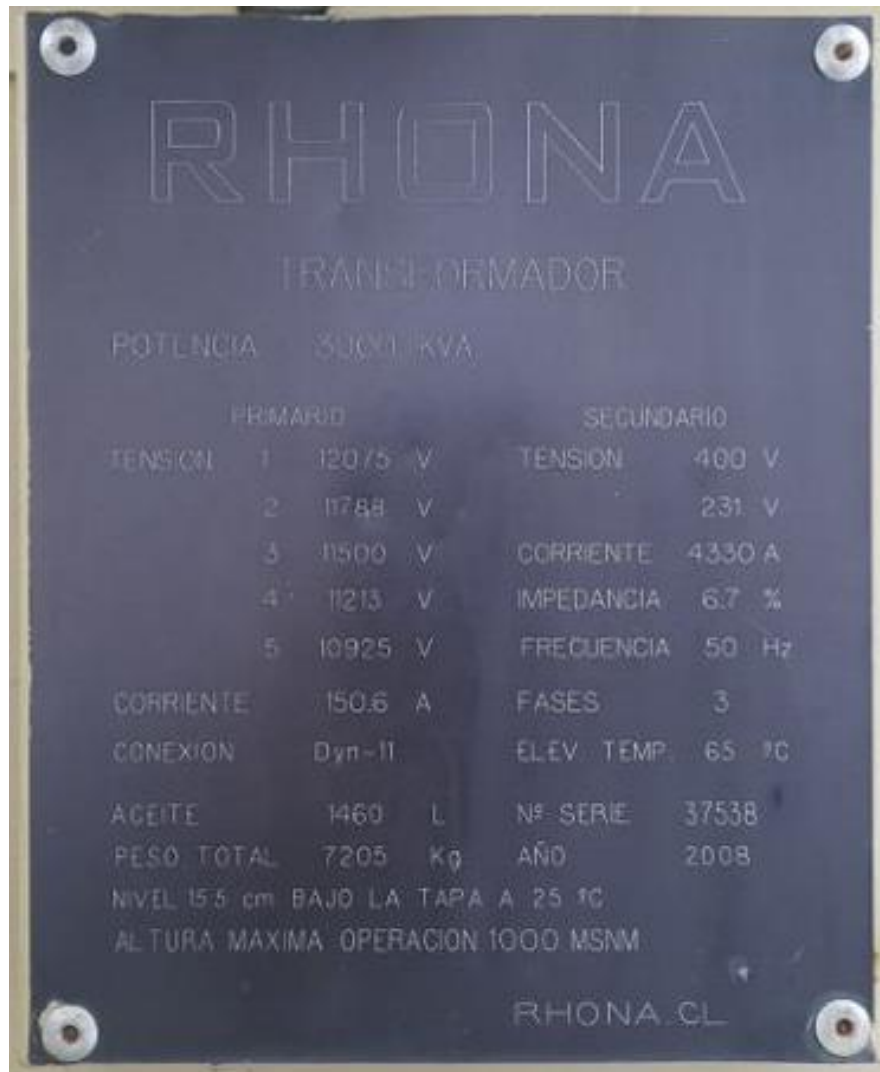 RHONA
TRANSFORMADOR
POTENCIA 3000 KVA
PRIMARIO SECUNDARIO
TENSION 1 12075 V TENSION 400 V
2 11788 V 231 V
3 11500 V CORRIENTE 4330 A
4 11213 V IMPEDANCIA 6.7 %
5 10925 V FRECUENCIA 50 Hz
CORRIENTE 150.6 A FASES 3
CONEXION Dyn-11 ELEV TEMP. 65 ºC
ACEITE 1460 L Nº SERIE 37538
PESO TOTAL 7205 Kg AÑO 2008
NIVEL 15.5 cm BAJO LA TAPA A 25 ºC
ALTURA MAXIMA OPERACION 1000 MSNM
RHONA.CL